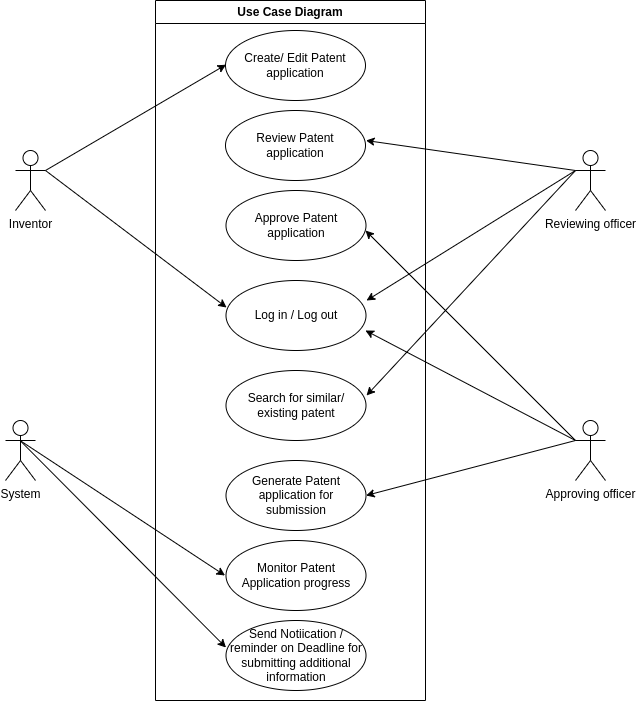 Use Case Diagram
Create/ Edit Patent
application
Review Patent
application
Inventor
Reviewing officer
Approve Patent
application
Log in / Log out
Search for similar/
existing patent
System
Approving officer
Generate Patent
application for
submission
Monitor Patent
Application progress
Send Notiication /
reminder on Deadline for
submitting additional
information